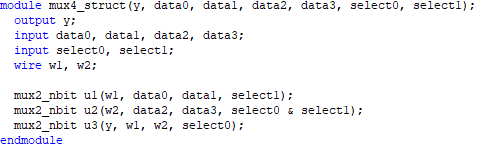 module mux4_struct(y, data0, data1, data2, data3, select0, select1);
output y;
input data0, data1, data2, data3;
input select0, select1;
wire w1, w2;
mux2_nbit u1(w1, data0, data1, select1);
mux2_nbit u2(w2, data2, data3, select0 & select1);
mux2_nbit u3(y, w1, w2, select0);
endmodule